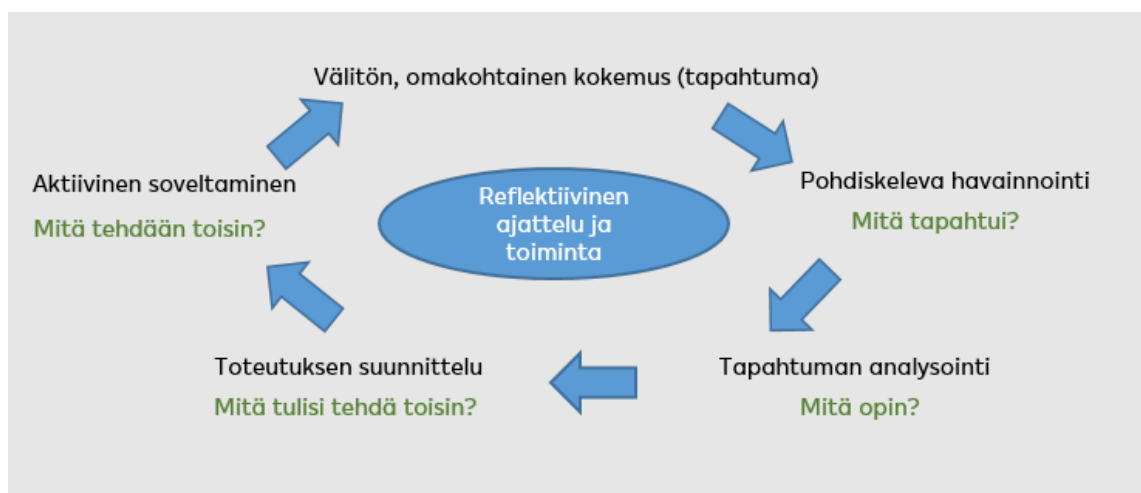 Välitön, omakohtainen kokemus (tapahtuma)
Pohdiskeleva havainnointi
Mitä tapahtui?
Tapahtuman analysointi
Mitä opin?
Toteutuksen suunnittelu
Mitä tulisi tehdä toisin?
Aktiivinen soveltaminen
Mitä tehdään toisin?
Reflektiivinen
ajattelu ja
toiminta